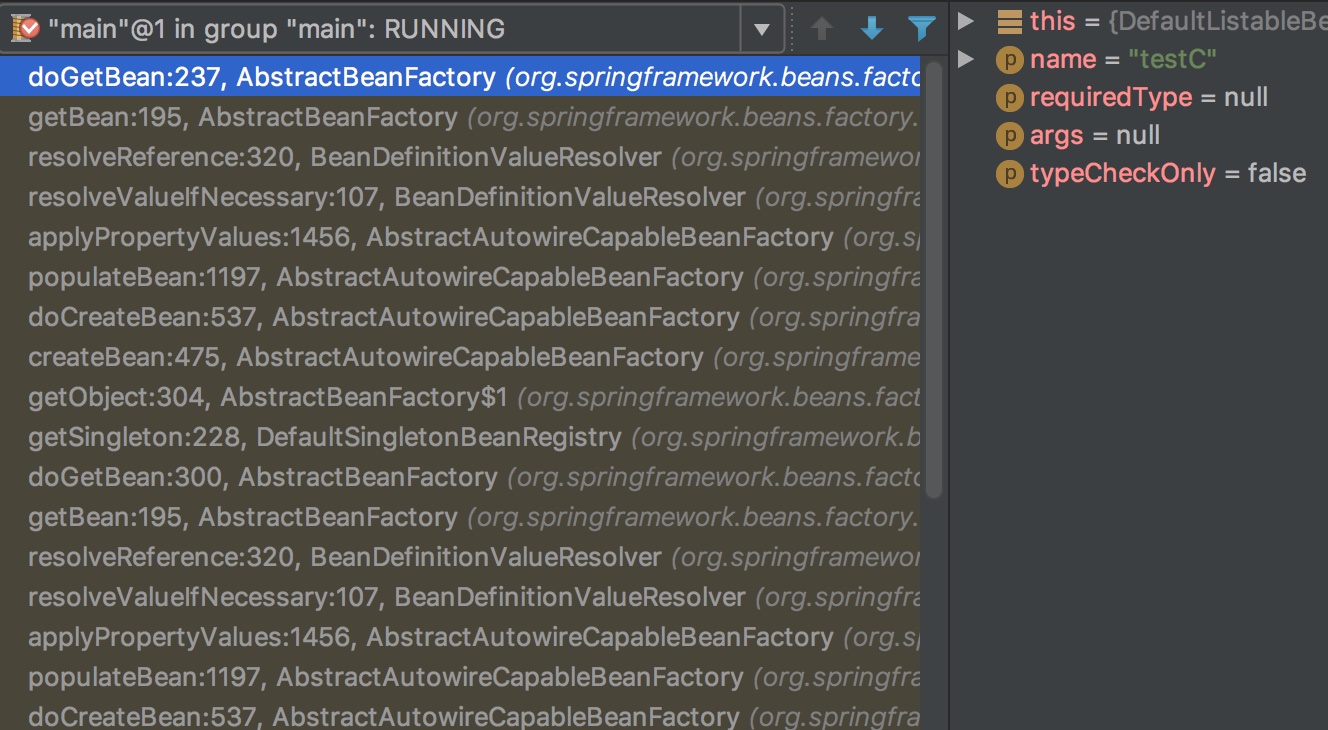 "main"@1 in group "main": RUNNING
doGetBean:237, AbstractBeanFactory (org.springframework.beans.facto
getBean:195, AbstractBeanFactory (org.springframework.beans.factory.
resolveReference:320, BeanDefinitionValueResolver (org.springframewor
resolveValueIfNecessary:107, BeanDefinitionValueResolver (org.springfra
applyPropertyValues:1456, AbstractAutowireCapableBeanFactory (org.sp
populateBean:1197, AbstractAutowireCapableBeanFactory (org.springfra
doCreateBean:537, AbstractAutowireCapableBeanFactory (org.springfra
createBean:475, AbstractAutowireCapableBeanFactory (org.springframe
getObject:304, AbstractBeanFactory$1 (org.springframework.beans.fact
getSingleton:228, DefaultSingletonBeanRegistry (org.springframework.b
doGetBean:300, AbstractBeanFactory (org.springframework.beans.facto
getBean:195, AbstractBeanFactory (org.springframework.beans.factory.
resolveReference:320, BeanDefinitionValueResolver (org.springframewor
resolveValueIfNecessary:107, BeanDefinitionValueResolver (org.springfra
applyPropertyValues:1456, AbstractAutowireCapableBeanFactory (org.sp
populateBean:1197, AbstractAutowireCapableBeanFactory (org.springfra
doCreateBean:537, AbstractAutowireCapableBeanFactory (org.springfra
this = {DefaultListableBe
p name = "testC"
p requiredType = null
p args = null
p typeCheckOnly = false